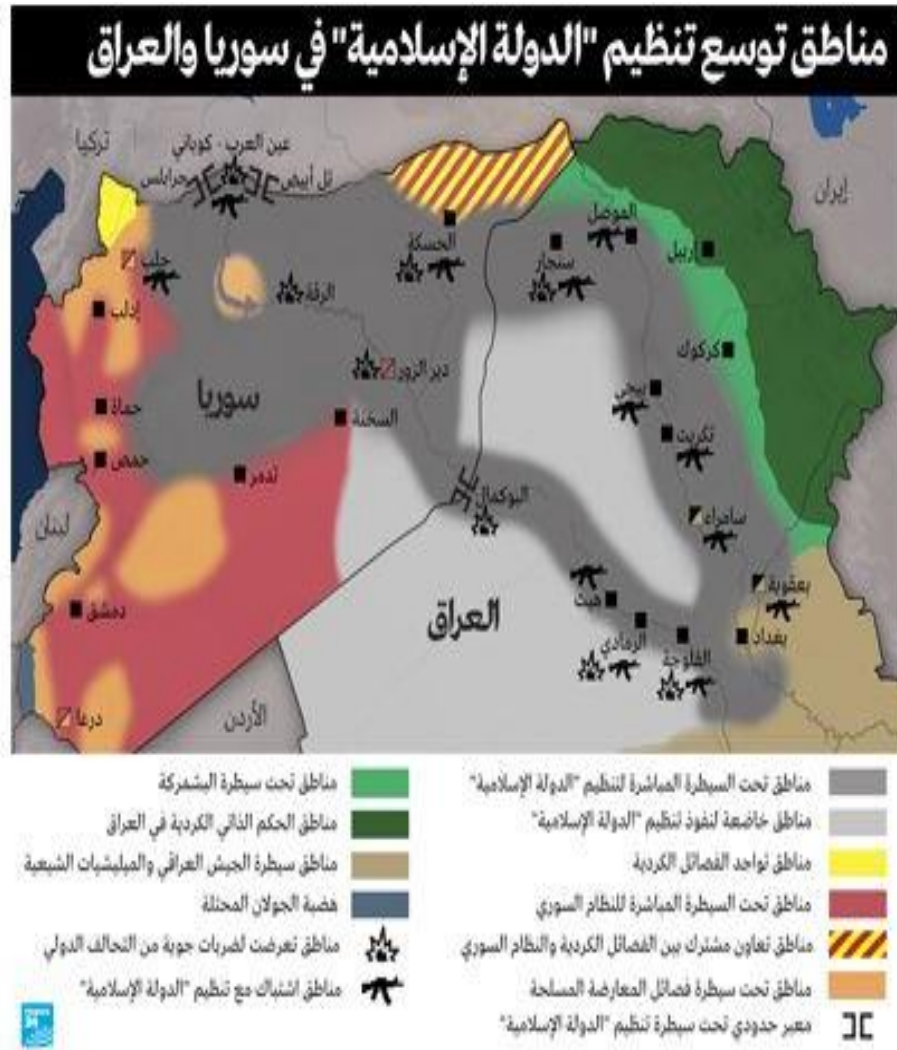 مناطق توسع تنظيم "الدولة الإسلامية" في سوريا والعراق
تركيا
عين العرب - كوباني
جرابلس
تل أبيض
إيران
الموصل
الحسكة
سنجار
أربيل
حلب
الرقة
إدلب
كركوك
دير الزور
بيجي
سوريا
السخنة
حماة
تكريت
حمص
تدمر
البوكمال
سامراء
لبنان
بعقوبة
هيت
دمشق
العراق
الرمادي
الفلوجة
بغداد
درعا
الأردن
مناطق تحت السيطرة المباشرة لتنظيم "الدولة الإسلامية"
مناطق خاضعة لنفوذ تنظيم "الدولة الإسلامية"
مناطق تواجد الفصائل الكردية
مناطق تحت السيطرة المباشرة للنظام السوري
مناطق تعاون مشترك بين الفصائل الكردية والنظام السوري
مناطق تحت سيطرة فصائل المعارضة المسلحة
معبر حدودي تحت سيطرة تنظيم "الدولة الإسلامية"
مناطق تحت سيطرة البشمركة
مناطق الحكم الذاتي الكردية في العراق
مناطق سيطرة الجيش العراقي والميليشيات الشيعية
هضبة الجولان المحتلة
مناطق تعرضت لضربات جوية من التحالف الدولي
مناطق اشتباك مع تنظيم "الدولة الإسلامية"